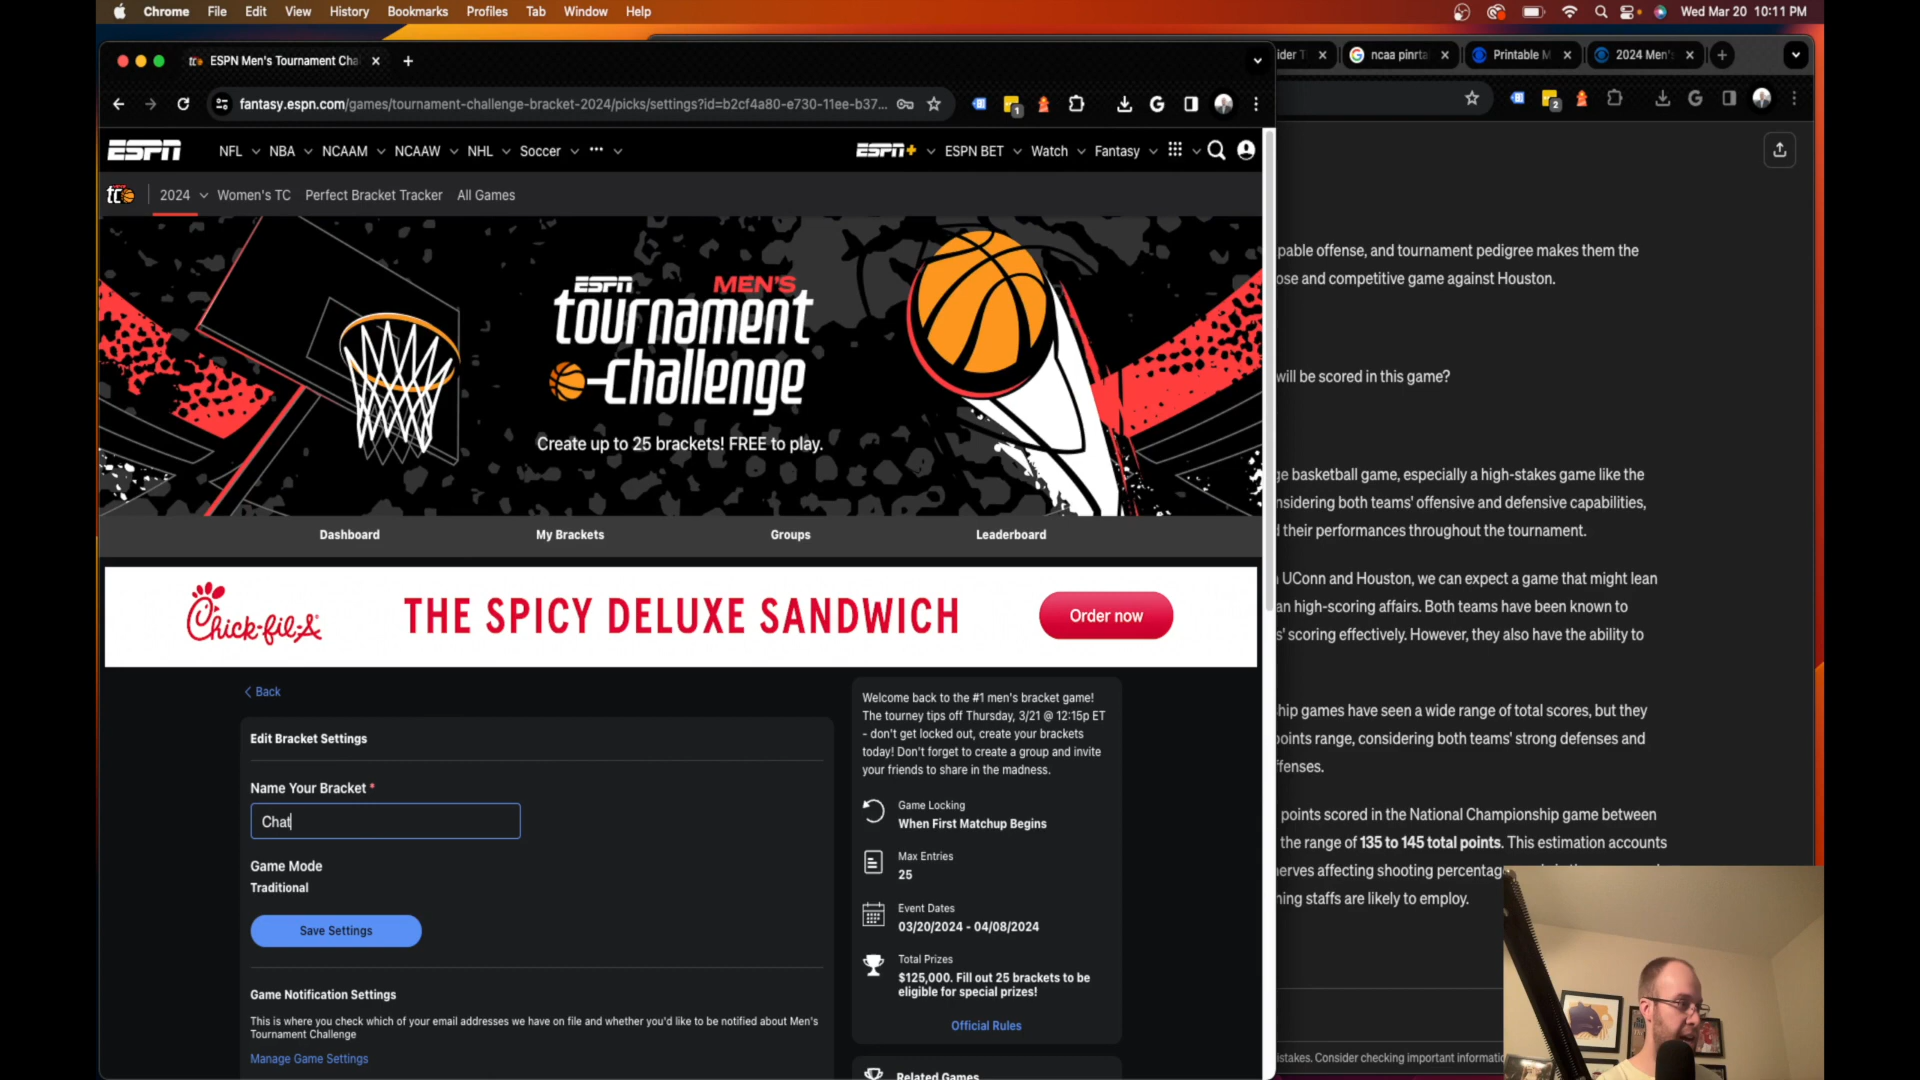 Chrome File Edit View History Bookmarks Profiles Tab Window Help
Wed Mar 20 10:11 PM
ESPN Men's Tournament Cha
ider T
ncaa pinrta
Printable M
2024 Men'
fantasy.espn.com/games/tournament-challenge-bracket-2024/picks/settings?id=b2cf4a80-e730-11ee-b37...
1
2
ESPN NFL NBA NCAAM NCAAW NHL Soccer ••• ESPN+ ESPN BET Watch Fantasy
tc 2024 Women's TC Perfect Bracket Tracker All Games
ESPN MEN'S
tournament
challenge
Create up to 25 brackets! FREE to play.
Dashboard My Brackets Groups Leaderboard
Chick-fil-A THE SPICY DELUXE SANDWICH Order now
Back
Edit Bracket Settings
Name Your Bracket *
Chat
Game Mode
Traditional
Save Settings
Game Notification Settings
This is where you check which of your email addresses we have on file and whether you'd like to be notified about Men's
Tournament Challenge
Manage Game Settings
Welcome back to the #1 men's bracket game!
The tourney tips off Thursday, 3/21 @ 12:15p ET
- don't get locked out, create your brackets
today! Don't forget to create a group and invite
your friends to share in the madness.
Game Locking
When First Matchup Begins
Max Entries
25
Event Dates
03/20/2024 - 04/08/2024
Total Prizes
$125,000. Fill out 25 brackets to be
eligible for special prizes!
Official Rules
Related Games
pable offense, and tournament pedigree makes them the
ose and competitive game against Houston.
will be scored in this game?
ge basketball game, especially a high-stakes game like the
nsidering both teams' offensive and defensive capabilities,
their performances throughout the tournament.
UConn and Houston, we can expect a game that might lean
an high-scoring affairs. Both teams have been known to
s' scoring effectively. However, they also have the ability to
hip games have seen a wide range of total scores, but they
points range, considering both teams' strong defenses and
ffenses.
points scored in the National Championship game between
the range of 135 to 145 total points. This estimation accounts
nerves affecting shooting percentag
ning staffs are likely to employ.
istakes. Consider checking important informatio